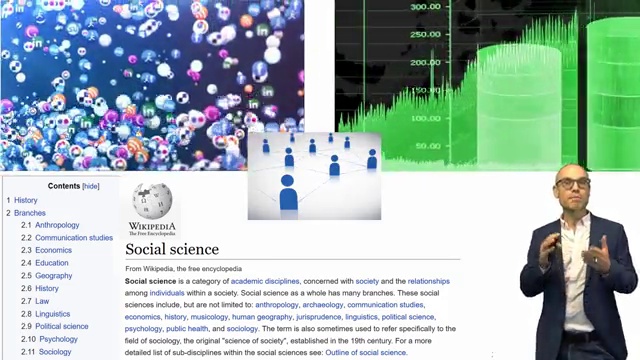 300.00
250.00
200.00
150.00
50.00
Contents [hide]
1 History
2 Branches
2.1 Anthropology
2.2 Communication studies
2.3 Economics
2.4 Education
2.5 Geography
2.6 History
2.7 Law
2.8 Linguistics
2.9 Political science
2.10 Psychology
2.11 Sociology
WIKIPEDIA
The Free Encyclopedia
Social science
From Wikipedia, the free encyclopedia
Social science is a category of academic disciplines, concerned with society and the relationships
among individuals within a society. Social science as a whole has many branches. These social
sciences include, but are not limited to: anthropology, archaeology, communication studies,
economics, history, musicology, human geography, jurisprudence, linguistics, political science,
psychology, public health, and sociology. The term is also sometimes used to refer specifically to the
field of sociology, the original "science of society", established in the 19th century. For a more
detailed list of sub-disciplines within the social sciences see: Outline of social science.